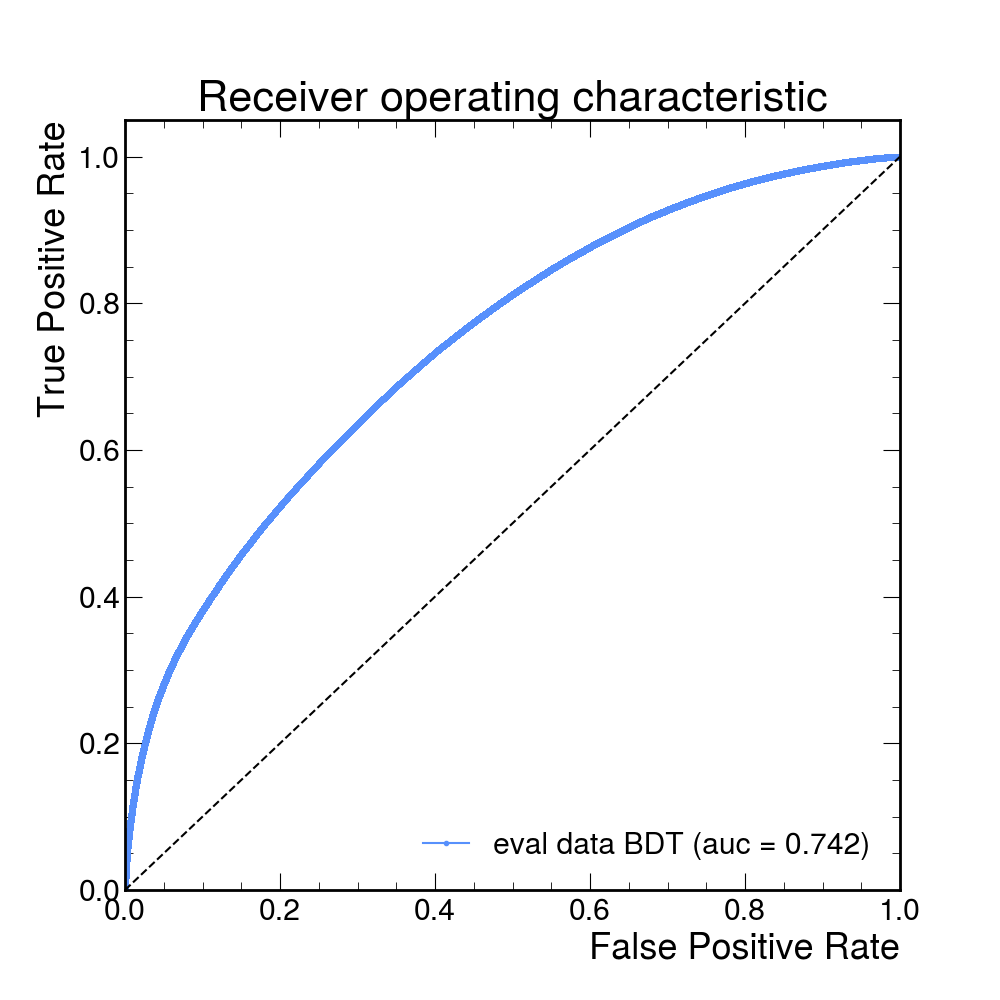 Receiver operating characteristic
True Positive Rate
1.0
0.8
0.6
0.4
0.2
0.0
0.0 0.2 0.4 0.6 0.8 1.0
False Positive Rate
eval data BDT (auc = 0.742)